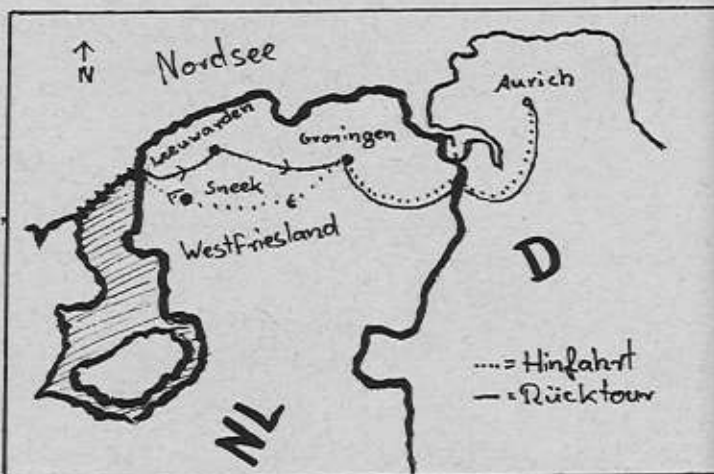 N
Nordsee
Aurich
Leeuwarden
Groningen
Sneek
Westfriesland
D
....= Hinfahrt
— = Rücktour
NL